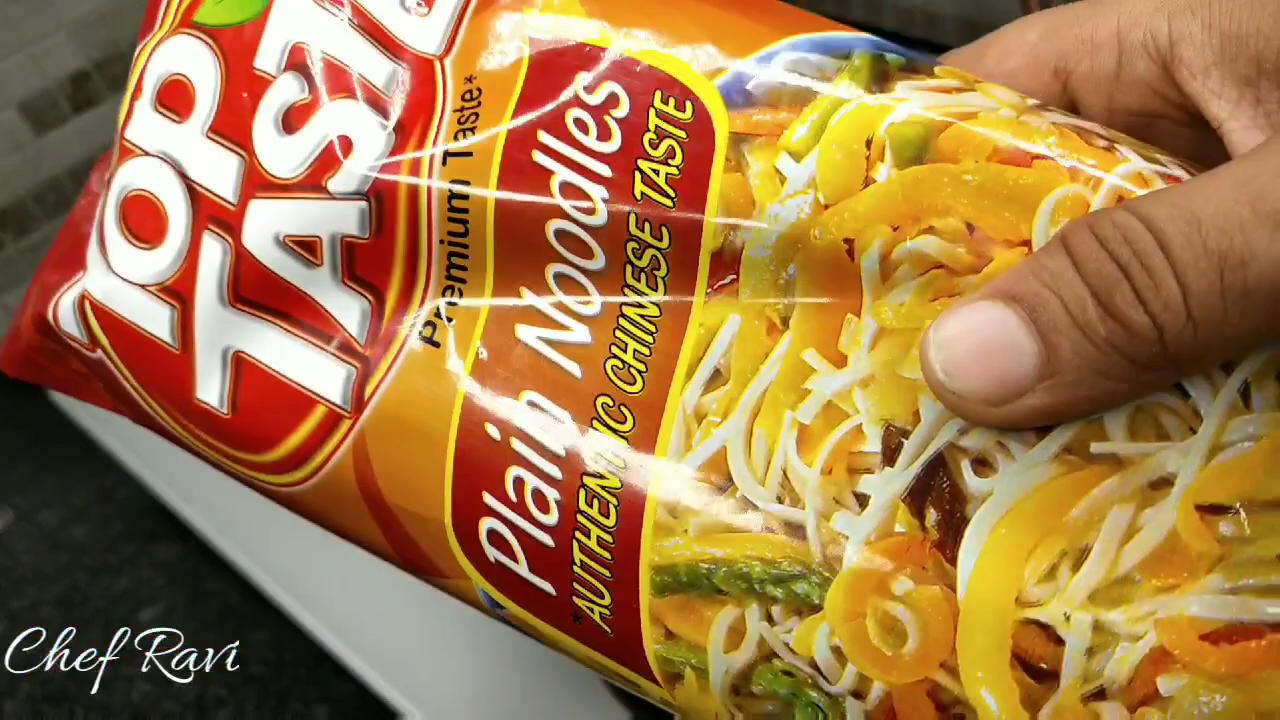 TOP
TASTE
Premium Taste*
Plain Noodles
*AUTHENTIC CHINESE TASTE
Chef Ravi